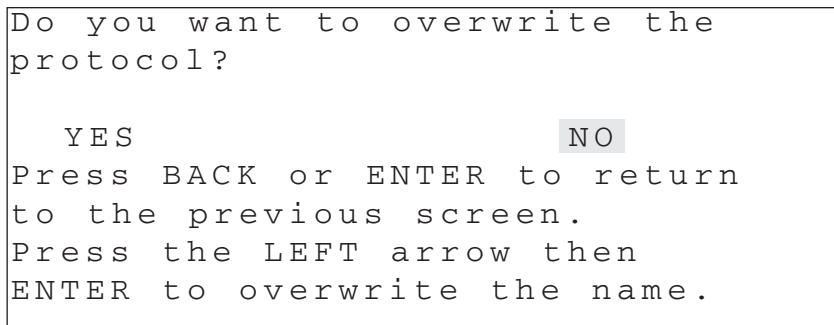 Do you want to overwrite the
protocol?
YES NO
Press BACK or ENTER to return
to the previous screen.
Press the LEFT arrow then
ENTER to overwrite the name.